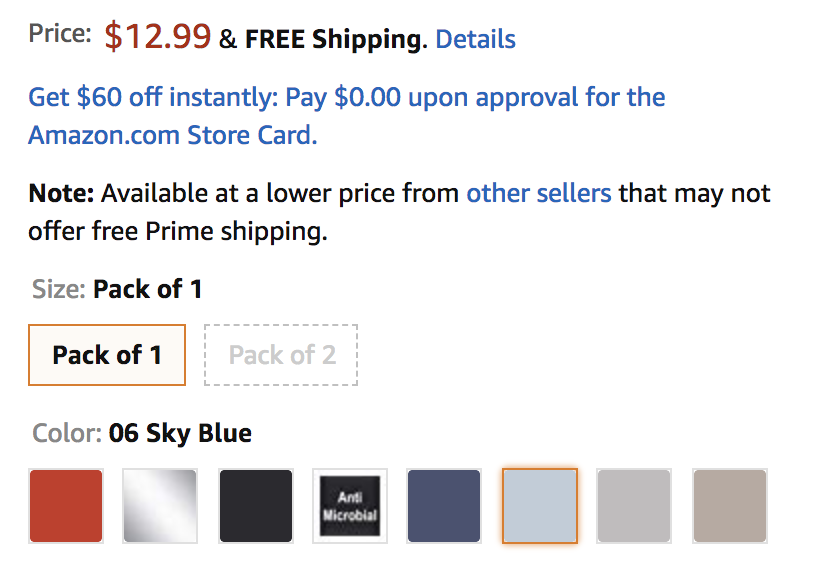 Price: $12.99 & FREE Shipping. Details
Get $60 off instantly: Pay $0.00 upon approval for the
Amazon.com Store Card.
Note: Available at a lower price from other sellers that may not
offer free Prime shipping.
Size: Pack of 1
Pack of 1 Pack of 2
Color: 06 Sky Blue
Anti
Microbial